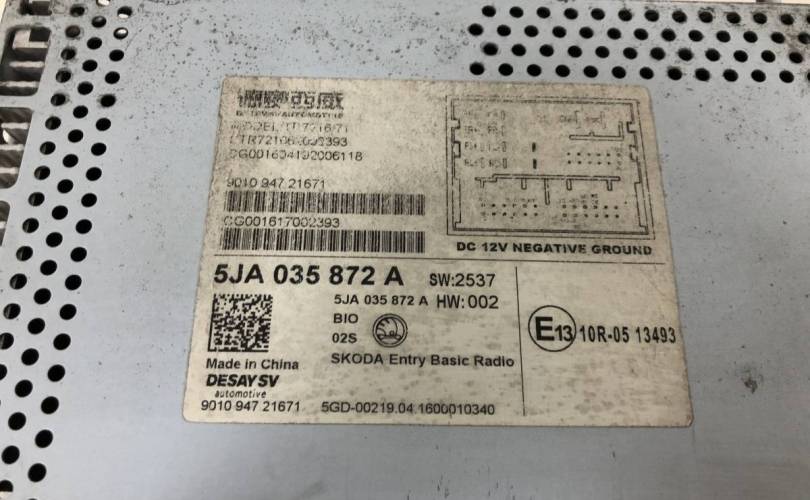 CG001604192006118
9010 947 21671
CG001617002393
DC 12V NEGATIVE GROUND
5JA 035 872 A SW:2537
5JA 035 872 A HW:002
BIO
02S
SKODA Entry Basic Radio
E13 10R-05 13493
Made in China
DESAY SV
automotive
9010 947 21671 5GD-00219.04.1600010340